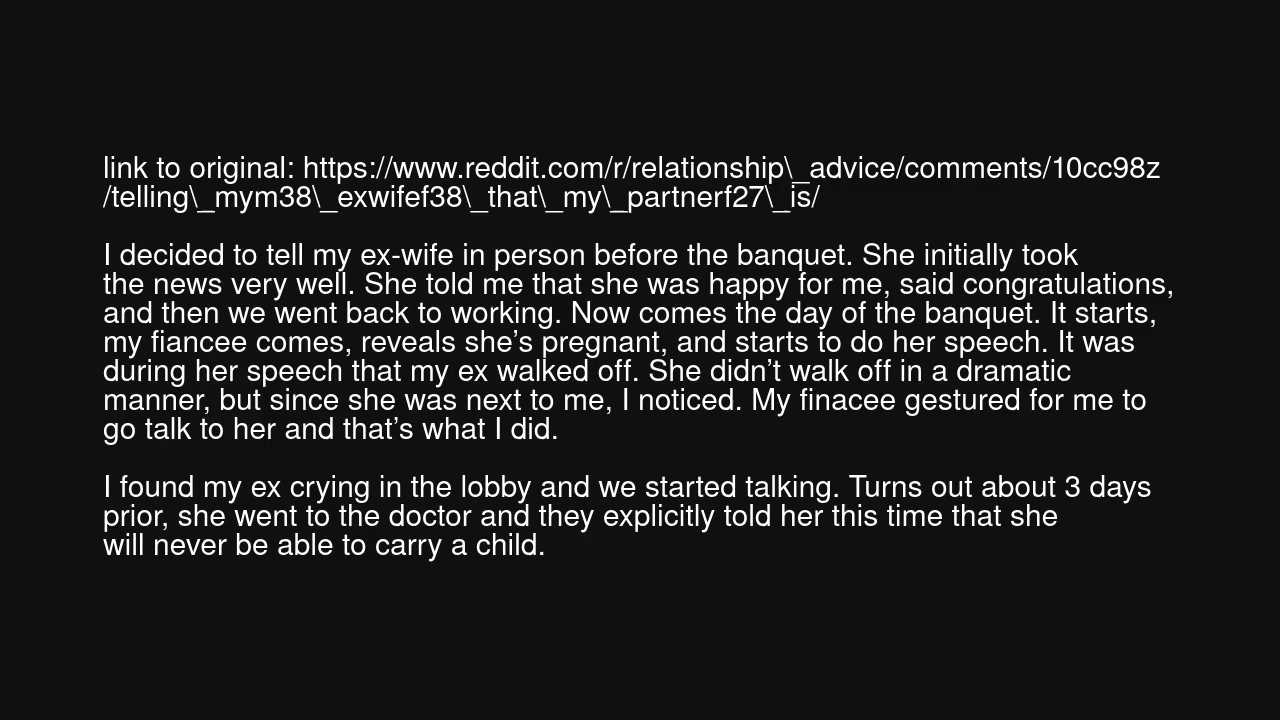 link to original: https://www.reddit.com/r/relationship\_advice/comments/10cc98z
/telling\_mym38\_exwifef38\_that\_my\_partnerf27\_is/
I decided to tell my ex-wife in person before the banquet. She initially took
the news very well. She told me that she was happy for me, said congratulations,
and then we went back to working. Now comes the day of the banquet. It starts,
my fiancee comes, reveals she’s pregnant, and starts to do her speech. It was
during her speech that my ex walked off. She didn’t walk off in a dramatic
manner, but since she was next to me, I noticed. My finacee gestured for me to
go talk to her and that’s what I did.
I found my ex crying in the lobby and we started talking. Turns out about 3 days
prior, she went to the doctor and they explicitly told her this time that she
will never be able to carry a child.